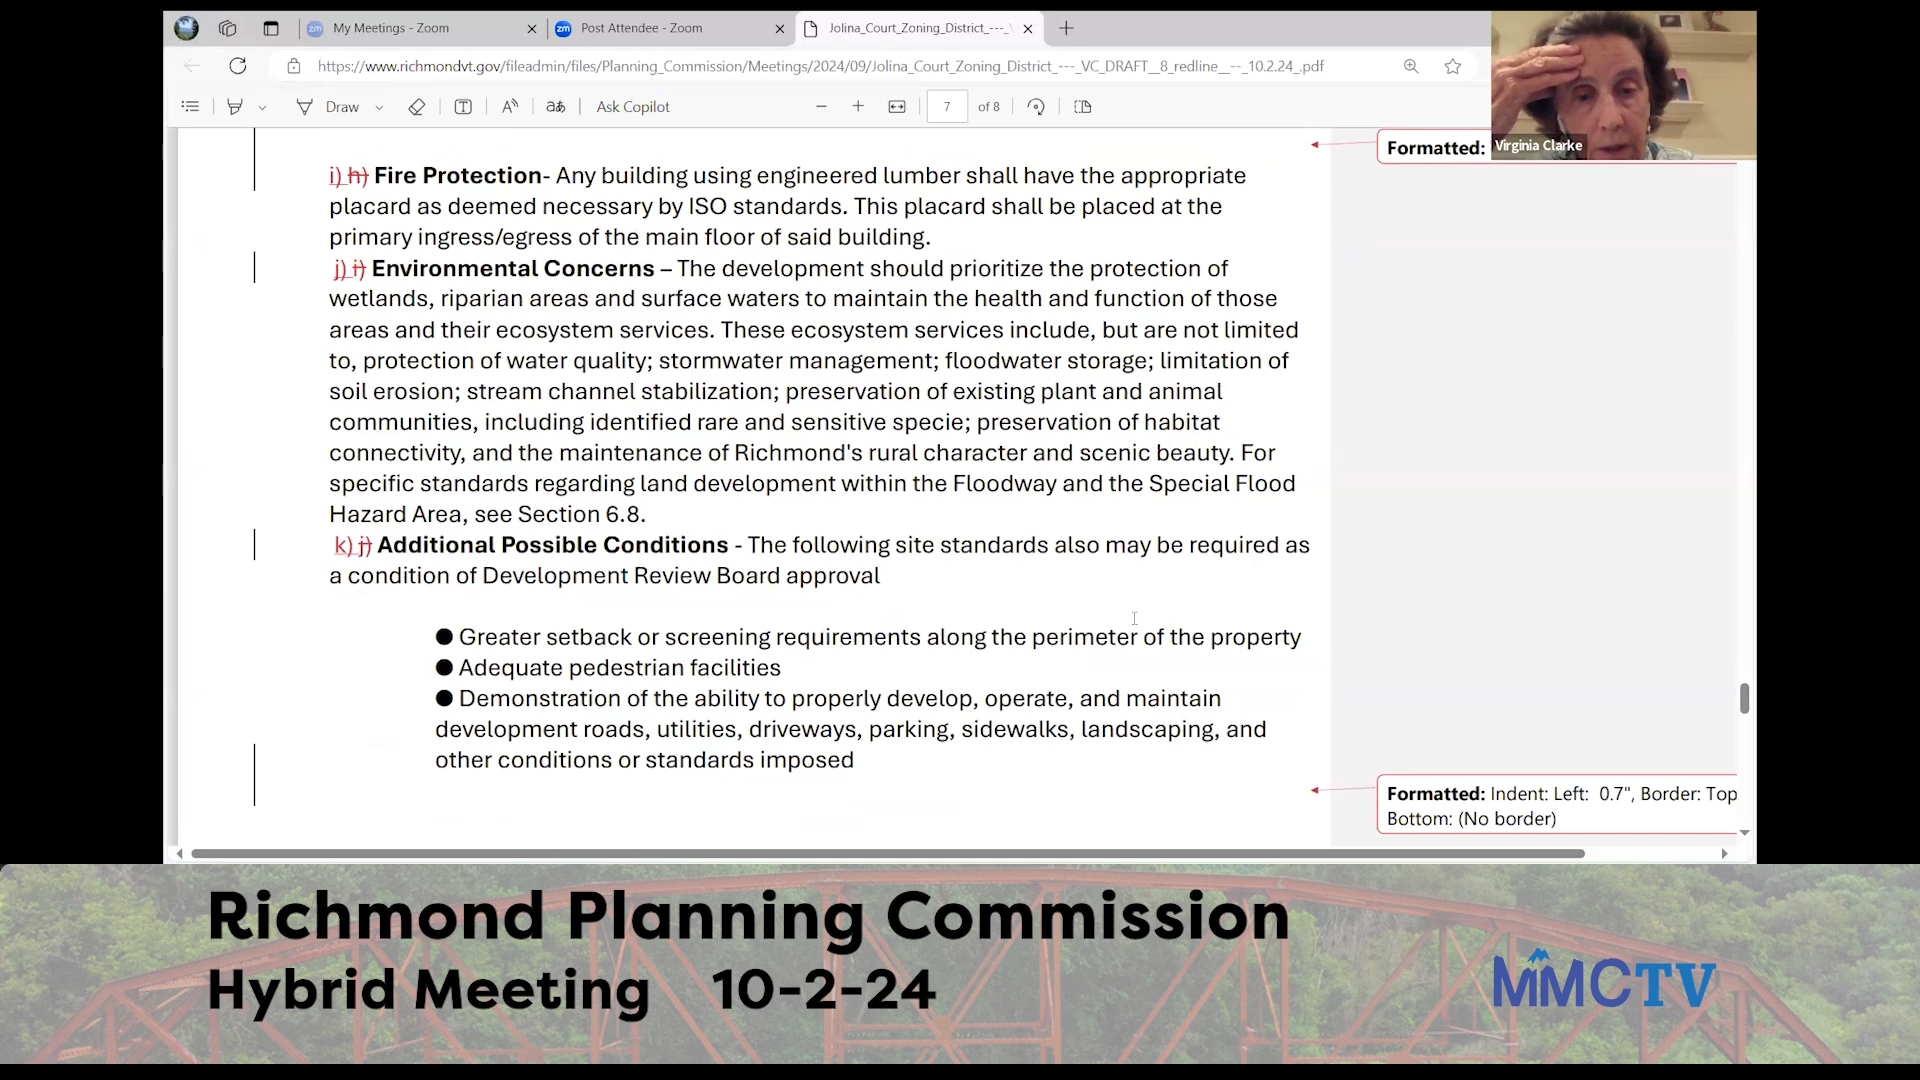 My Meetings - Zoom
Post Attendee - Zoom
Jolina_Court_Zoning_District_---_
https://www.richmondvt.gov/fileadmin/files/Planning_Commission/Meetings/2024/09/Jolina_Court_Zoning_District_---_VC_DRAFT__8_redline__--_10.2.24_.pdf
Draw
Ask Copilot
7 of 8
Formatted:
Virginia Clarke
i) h) Fire Protection- Any building using engineered lumber shall have the appropriate
placard as deemed necessary by ISO standards. This placard shall be placed at the
primary ingress/egress of the main floor of said building.
j) i) Environmental Concerns – The development should prioritize the protection of
wetlands, riparian areas and surface waters to maintain the health and function of those
areas and their ecosystem services. These ecosystem services include, but are not limited
to, protection of water quality; stormwater management; floodwater storage; limitation of
soil erosion; stream channel stabilization; preservation of existing plant and animal
communities, including identified rare and sensitive specie; preservation of habitat
connectivity, and the maintenance of Richmond's rural character and scenic beauty. For
specific standards regarding land development within the Floodway and the Special Flood
Hazard Area, see Section 6.8.
k) j) Additional Possible Conditions - The following site standards also may be required as
a condition of Development Review Board approval
● Greater setback or screening requirements along the perimeter of the property
● Adequate pedestrian facilities
● Demonstration of the ability to properly develop, operate, and maintain
development roads, utilities, driveways, parking, sidewalks, landscaping, and
other conditions or standards imposed
Formatted: Indent: Left: 0.7", Border: Top
Bottom: (No border)
Richmond Planning Commission
Hybrid Meeting 10-2-24
MMCTV